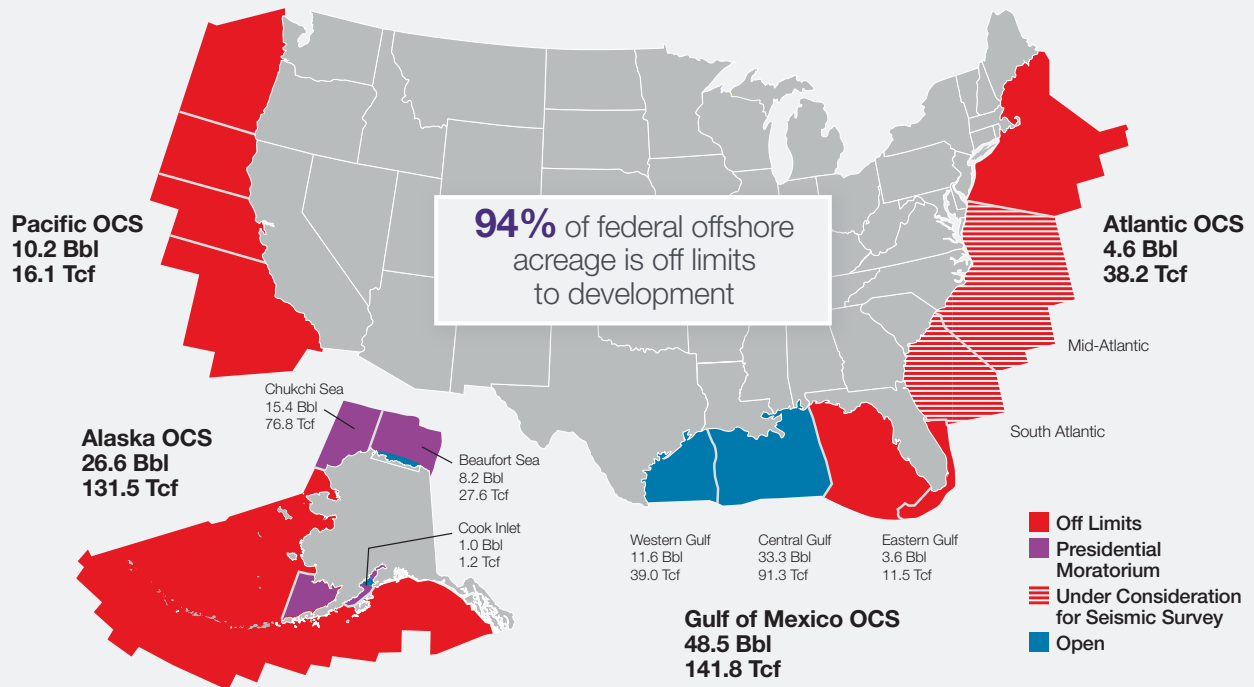 94% of federal offshore
acreage is off limits
to development
Pacific OCS
10.2 Bbl
16.1 Tcf
Atlantic OCS
4.6 Bbl
38.2 Tcf
Mid-Atlantic
South Atlantic
Chukchi Sea
15.4 Bbl
76.8 Tcf
Alaska OCS
26.6 Bbl
131.5 Tcf
Beaufort Sea
8.2 Bbl
27.6 Tcf
Cook Inlet
1.0 Bbl
1.2 Tcf
Western Gulf
11.6 Bbl
39.0 Tcf
Central Gulf
33.3 Bbl
91.3 Tcf
Eastern Gulf
3.6 Bbl
11.5 Tcf
Gulf of Mexico OCS
48.5 Bbl
141.8 Tcf
Off Limits
Presidential
Moratorium
Under Consideration
for Seismic Survey
Open